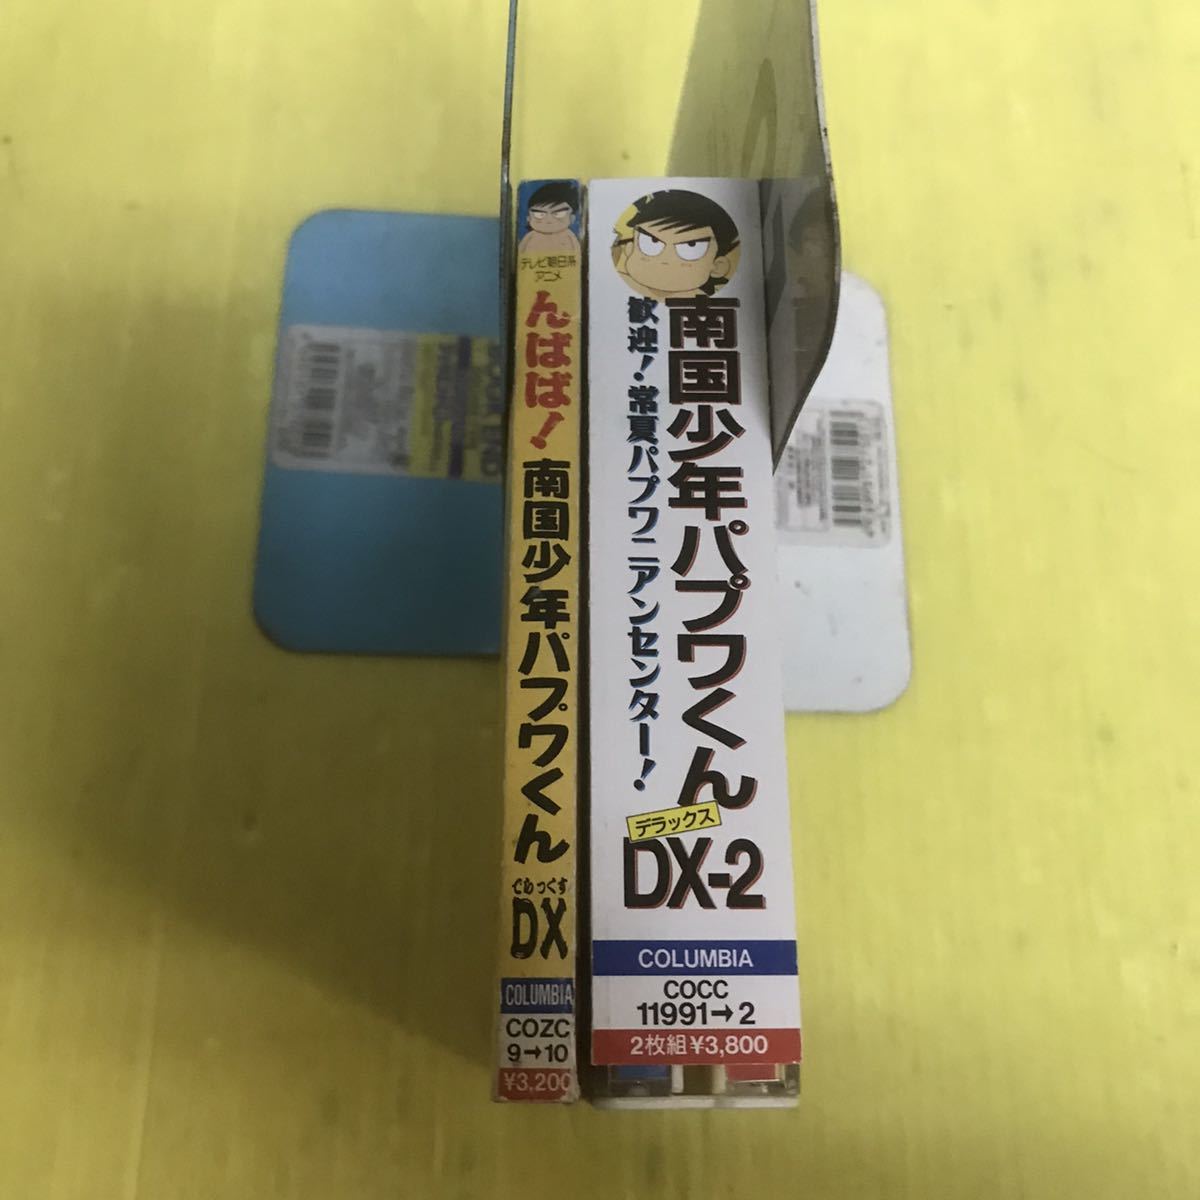 テレビ朝日系
アニメ
んばば!
南国少年パプワくん
でらっくす
DX
COLUMBIA
COZC
9→10
¥3,200
南国少年パプワくん
歓迎!常夏パプワニアンセンター!
デラックス
DX-2
COLUMBIA
COCC
11991→2
2枚組¥3,800
BOOK END